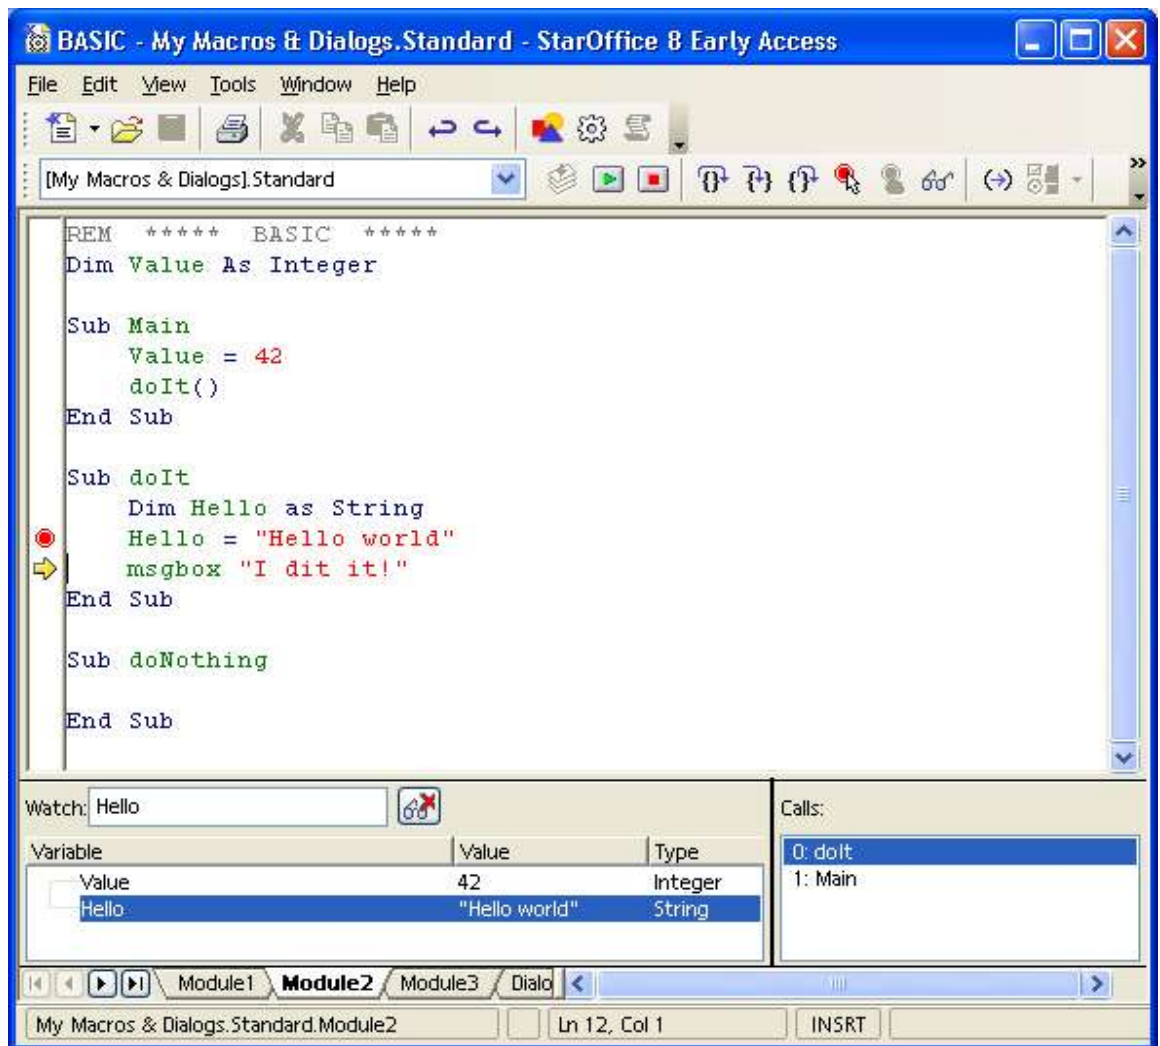 BASIC - My Macros & Dialogs.Standard - StarOffice 8 Early Access
File Edit View Tools Window Help
[My Macros & Dialogs].Standard
REM ***** BASIC *****
Dim Value As Integer
Sub Main
Value = 42
doIt()
End Sub
Sub doIt
Dim Hello as String
Hello = "Hello world"
msgbox "I dit it!"
End Sub
Sub doNothing
End Sub
Watch: Hello
Calls:
Variable Value Type
Value 42 Integer
Hello "Hello world" String
0: doIt
1: Main
Module1 Module2 Module3 Dialo
My Macros & Dialogs.Standard.Module2 Ln 12, Col 1 INSRT